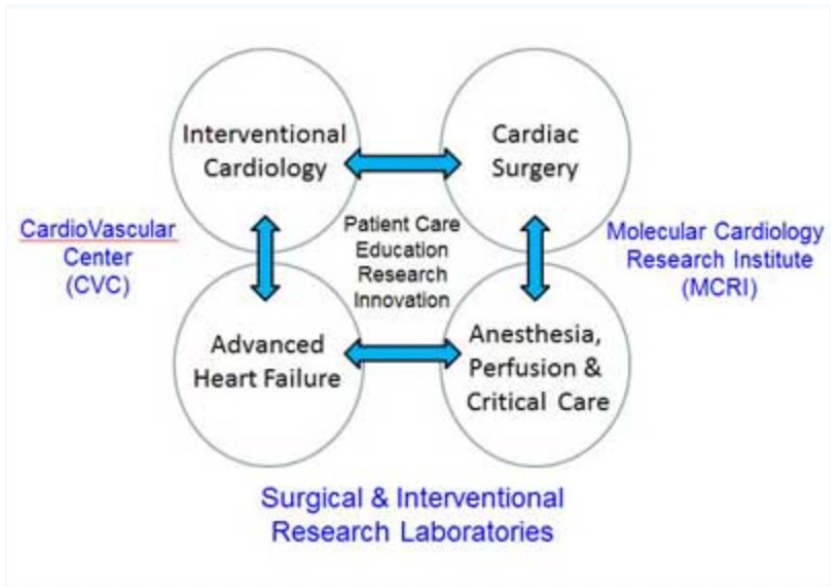 Interventional
Cardiology
Cardiac
Surgery
CardioVascular
Center
(CVC)
Patient Care
Education
Research
Innovation
Molecular Cardiology
Research Institute
(MCRI)
Advanced
Heart Failure
Anesthesia,
Perfusion &
Critical Care
Surgical & Interventional
Research Laboratories